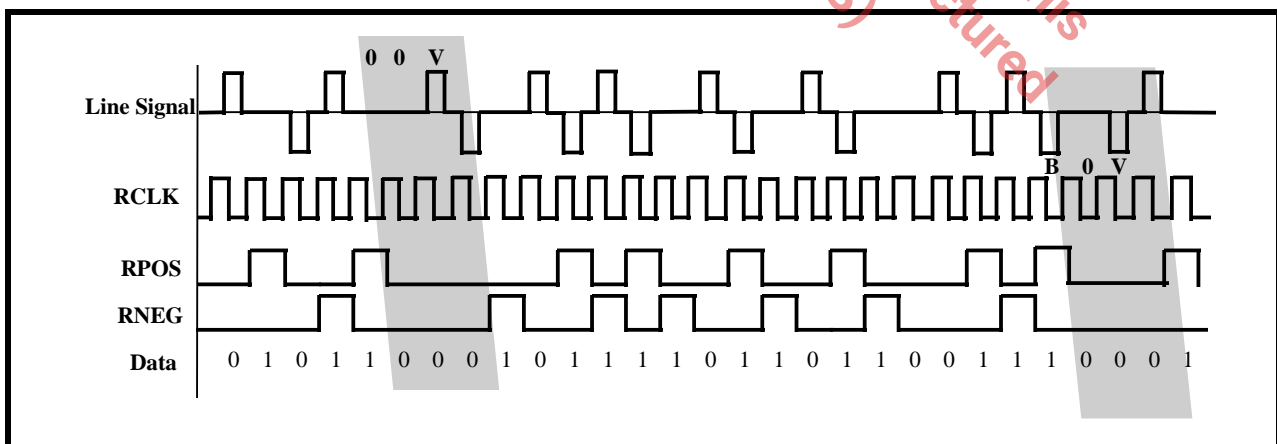 his
s)
ctured
0 0 V
Line Signal
B 0 V
RCLK
RPOS
RNEG
Data 0 1 0 1 1 0 0 0 1 0 1 1 1 1 0 1 1 0 1 1 0 0 1 1 1 0 0 0 1